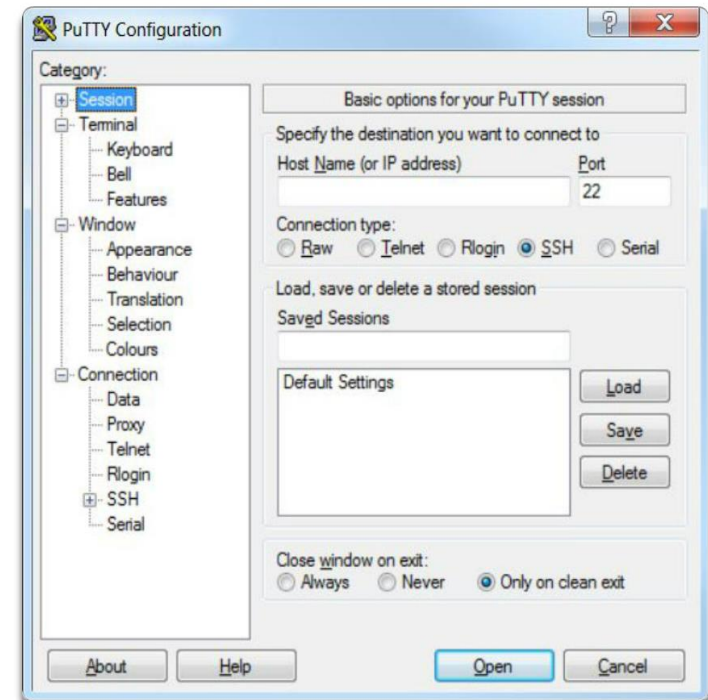 PuTTY Configuration
Category:
Session
Terminal
Keyboard
Bell
Features
Window
Appearance
Behaviour
Translation
Selection
Colours
Connection
Data
Proxy
Telnet
Rlogin
SSH
Serial
Basic options for your PuTTY session
Specify the destination you want to connect to
Host Name (or IP address) Port
22
Connection type:
Raw Telnet Rlogin SSH Serial
Load, save or delete a stored session
Saved Sessions
Default Settings
Load
Save
Delete
Close window on exit:
Always Never Only on clean exit
About Help Open Cancel